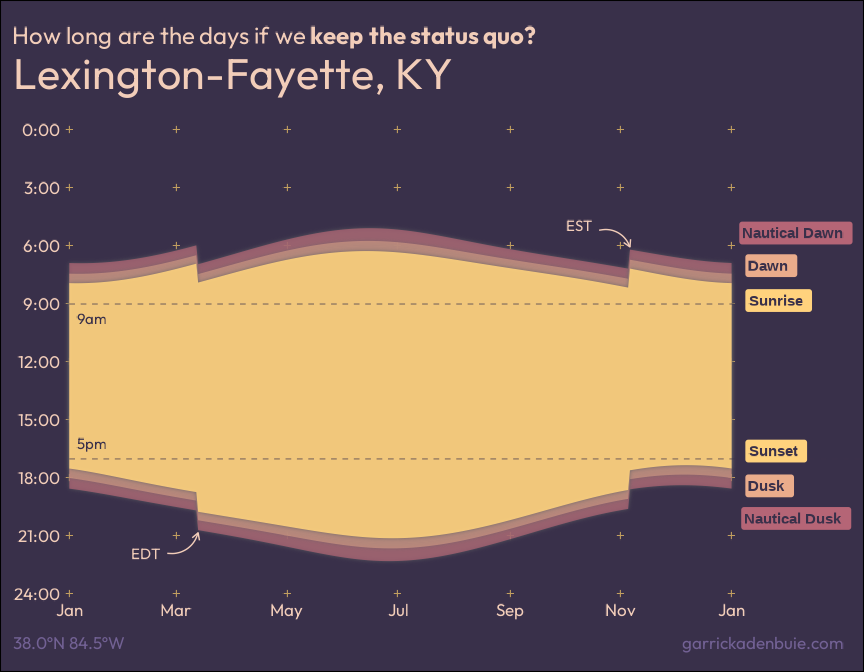 How long are the days if we keep the status quo?
Lexington-Fayette, KY
0:00
3:00
EST
Nautical Dawn
6:00
Dawn
Sunrise
9:00
9am
12:00
15:00
5pm
Sunset
18:00
Dusk
Nautical Dusk
21:00
EDT
24:00
Jan Mar May Jul Sep Nov Jan
38.0°N 84.5°W
garrickadenbuie.com